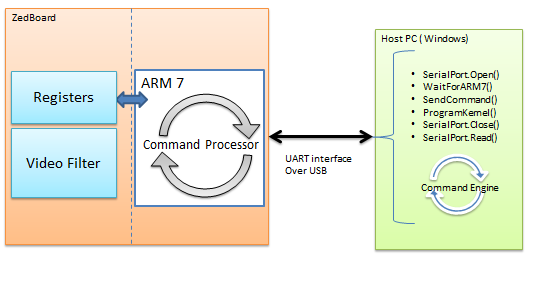 ZedBoard
Registers
Video Filter
ARM 7
Command Processor
UART interface
Over USB
Host PC ( Windows)
• SerialPort.Open()
• WaitForARM7()
• SendCommand()
• ProgramKernel()
• SerialPort.Close()
• SerialPort.Read()
Command Engine